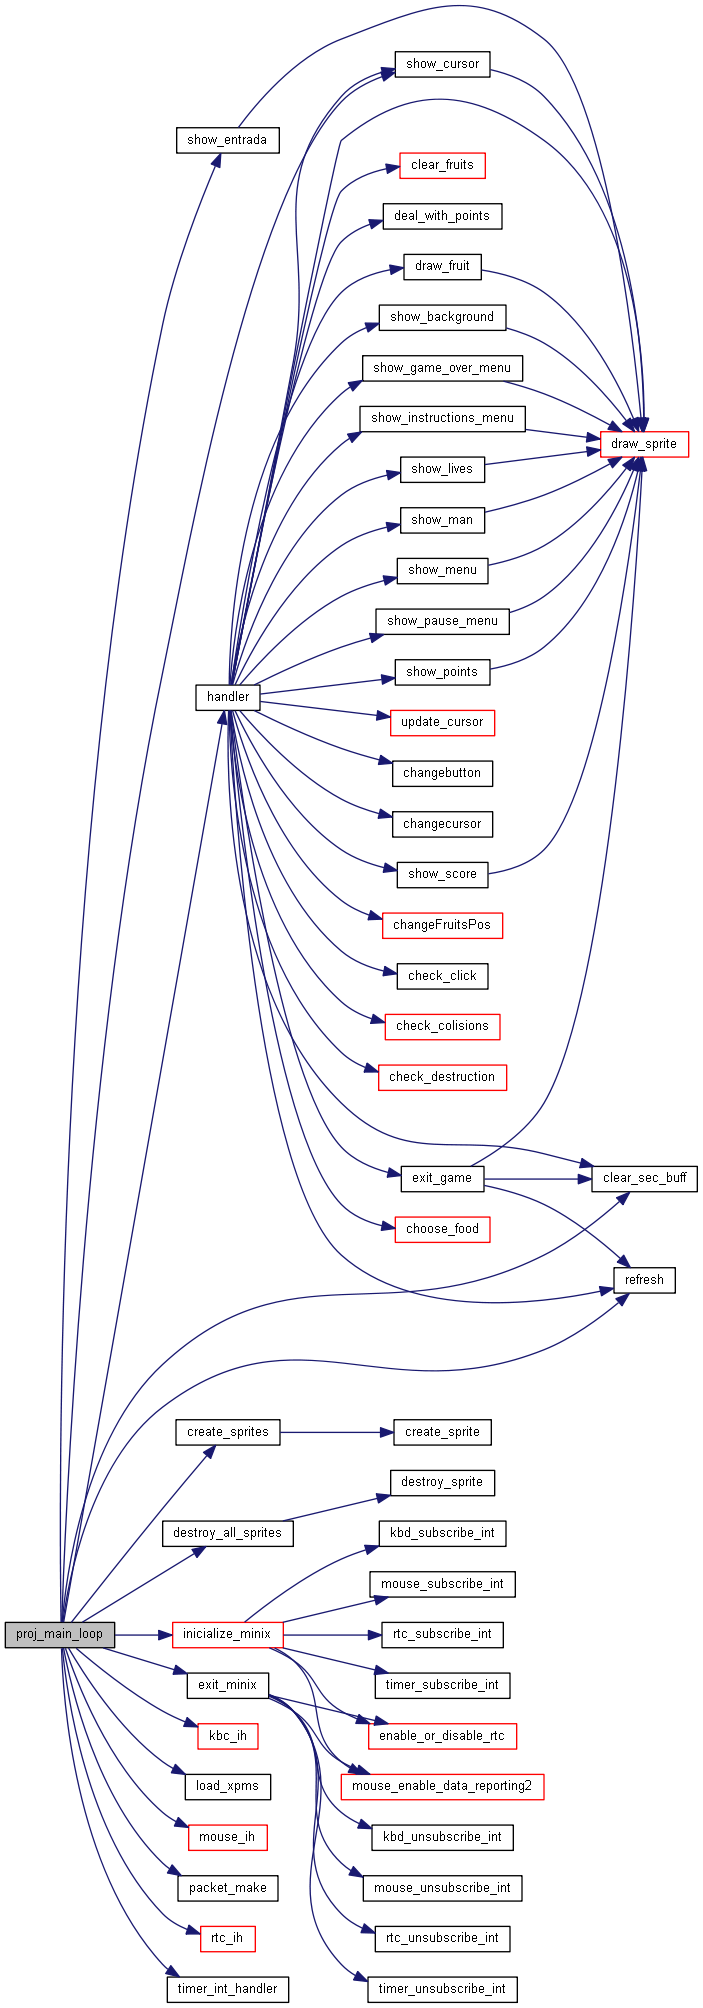 show_cursor
show_entrada
clear_fruits
deal_with_points
draw_fruit
show_background
show_game_over_menu
show_instructions_menu
draw_sprite
show_lives
show_man
show_menu
show_pause_menu
show_points
handler
update_cursor
changebutton
changecursor
show_score
changeFruitsPos
check_click
check_colisions
check_destruction
exit_game
clear_sec_buff
choose_food
refresh
create_sprites
create_sprite
destroy_sprite
destroy_all_sprites
kbd_subscribe_int
mouse_subscribe_int
proj_main_loop
inicialize_minix
rtc_subscribe_int
exit_minix
timer_subscribe_int
kbc_ih
enable_or_disable_rtc
load_xpms
mouse_enable_data_reporting2
mouse_ih
kbd_unsubscribe_int
packet_make
mouse_unsubscribe_int
rtc_ih
rtc_unsubscribe_int
timer_int_handler
timer_unsubscribe_int